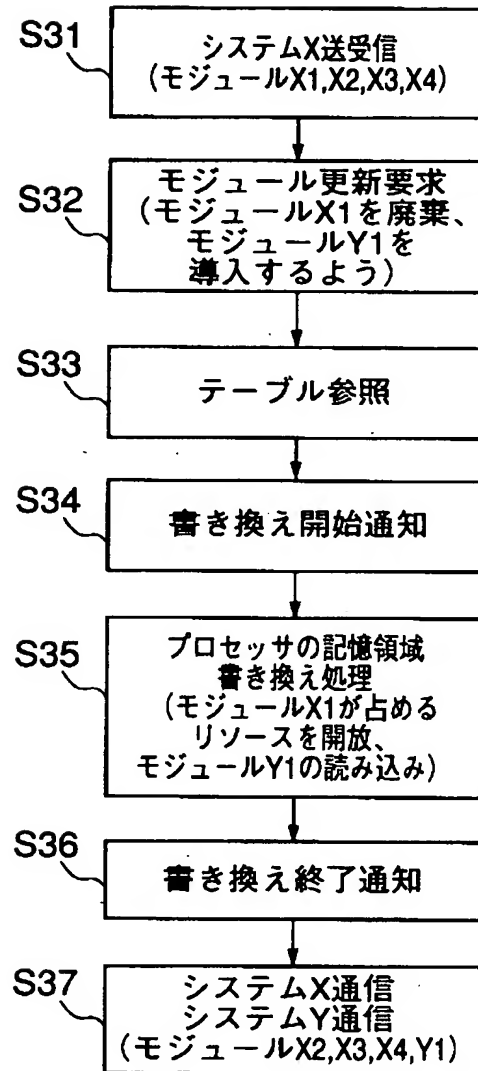 S31
システムX送受信
(モジュールX1,X2,X3,X4)
S32
モジュール更新要求
(モジュールX1を廃棄、
モジュールY1を
導入するよう)
S33
テーブル参照
S34
書き換え開始通知
S35
プロセッサの記憶領域
書き換え処理
(モジュールX1が占める
リソースを開放、
モジュールY1の読み込み)
S36
書き換え終了通知
S37
システムX通信
システムY通信
(モジュールX2,X3,X4,Y1)